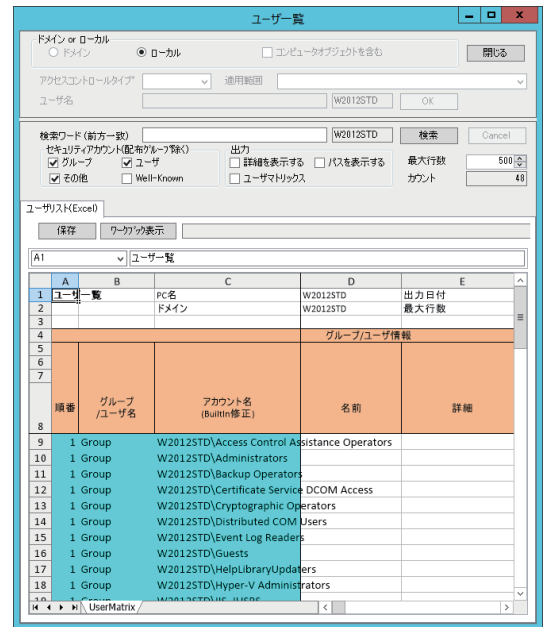 ユーザ一覧
ドメイン or ローカル
ドメイン ローカル コンピュータオブジェクトを含む 閉じる
アクセスコントロールタイプ* 適用範囲
ユーザ名 W2012STD OK
検索ワード (前方一致) W2012STD 検索 Cancel
セキュリティアカウント(配布グループ除く) 出力
グループ ユーザ 詳細を表示する パスを表示する 最大行数 500
その他 Well-Known ユーザマトリックス カウント 48
ユーザリスト(Excel)
保存 ワークブック表示
A1 ユーザ一覧
A B C D E
1 ユーザ一覧 PC名 W2012STD 出力日付
2 ドメイン W2012STD 最大行数
3
4 グループ/ユーザ情報
5
6
7
順番 グループ アカウント名 名前 詳細
/ユーザ名 (BuiltIn修正)
8
9 1 Group W2012STD\Access Control Assistance Operators
10 1 Group W2012STD\Administrators
11 1 Group W2012STD\Backup Operators
12 1 Group W2012STD\Certificate Service DCOM Access
13 1 Group W2012STD\Cryptographic Operators
14 1 Group W2012STD\Distributed COM Users
15 1 Group W2012STD\Event Log Readers
16 1 Group W2012STD\Guests
17 1 Group W2012STD\HelpLibraryUpdaters
18 1 Group W2012STD\Hyper-V Administrators
19 1 Group W2012STD\IIS_IUSRS
UserMatrix